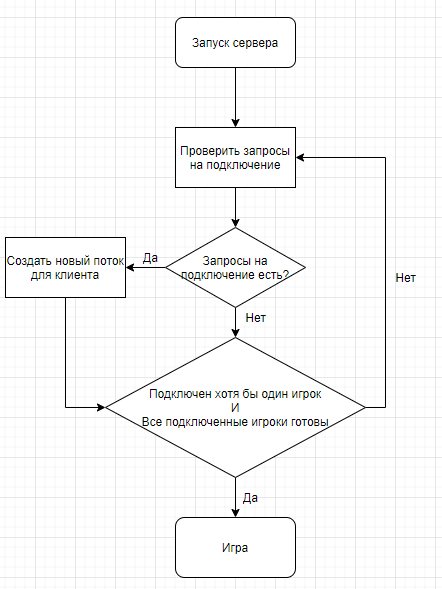 Запуск сервера
Проверить запросы
на подключение
Запросы на
подключение есть?
Да
Создать новый поток
для клиента
Нет
Нет
Подключен хотя бы один игрок
И
Все подключенные игроки готовы
Да
Игра